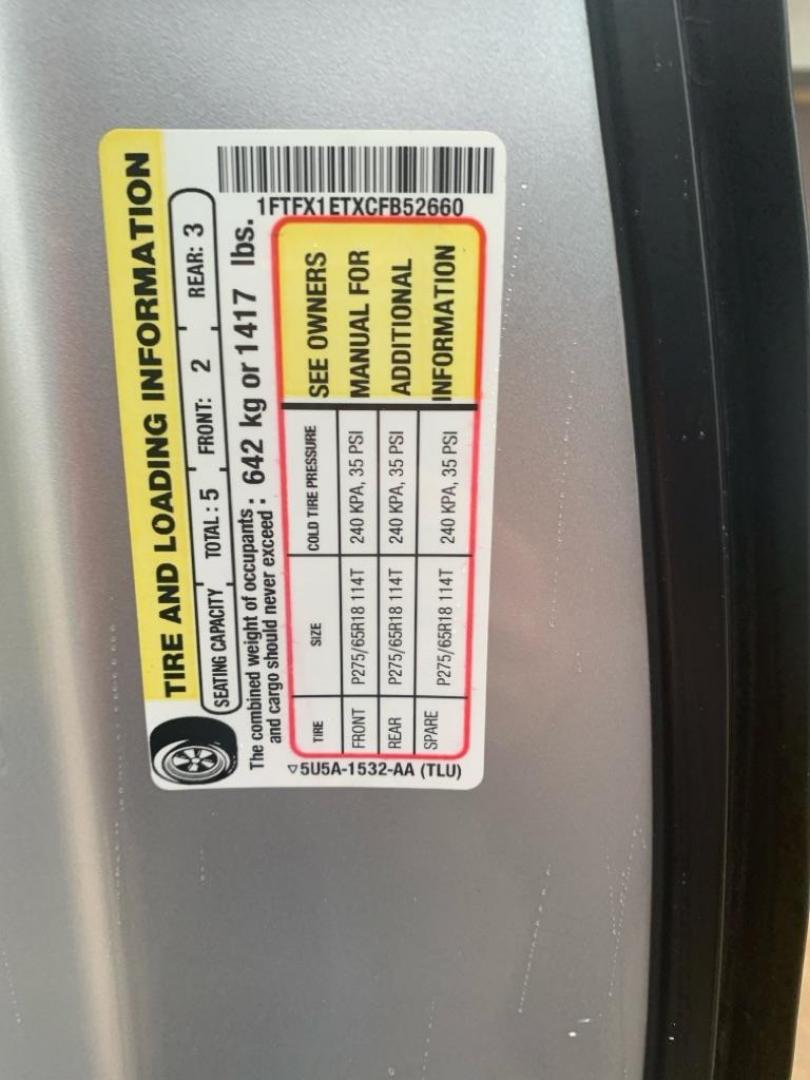 TIRE AND LOADING INFORMATION
SEATING CAPACITY TOTAL : 5 FRONT: 2 REAR: 3
The combined weight of occupants : 642 kg or 1417 lbs.
and cargo should never exceed :
1FTFX1ETXCFB52660
TIRE SIZE COLD TIRE PRESSURE
FRONT P275/65R18 114T 240 KPA, 35 PSI
REAR P275/65R18 114T 240 KPA, 35 PSI
SPARE P275/65R18 114T 240 KPA, 35 PSI
SEE OWNERS
MANUAL FOR
ADDITIONAL
INFORMATION
▽5U5A-1532-AA (TLU)